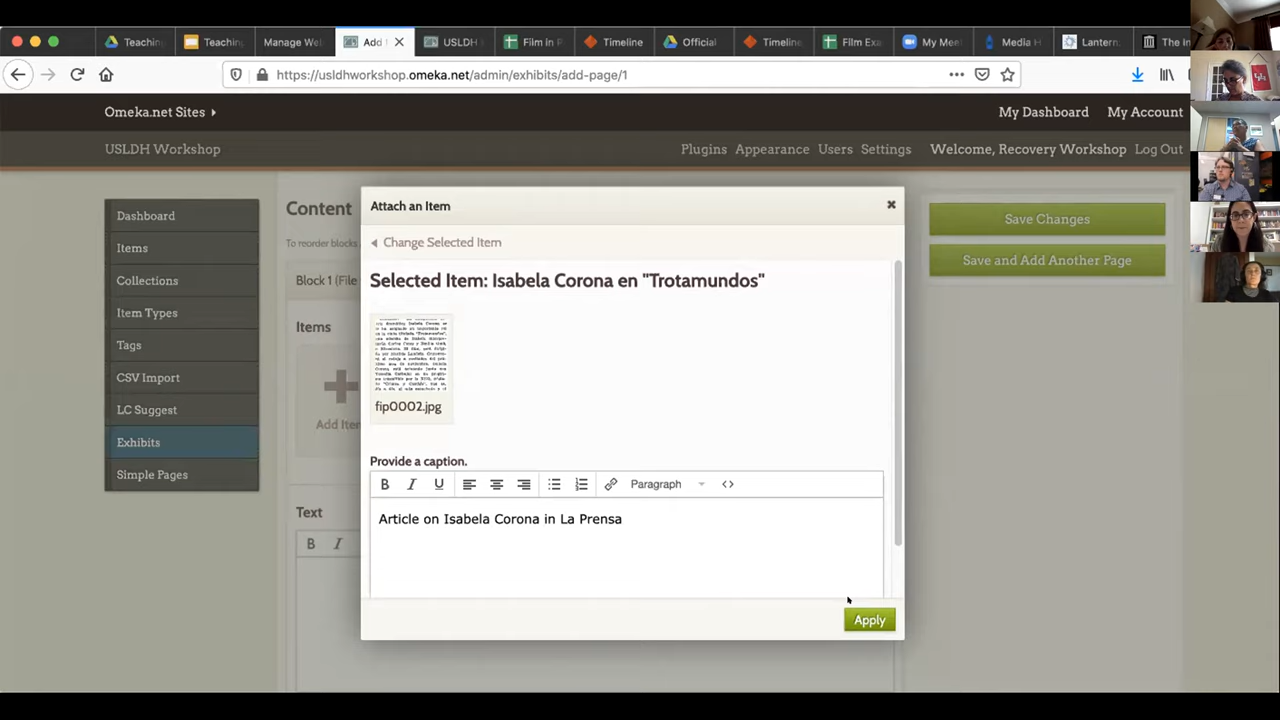 Teaching
Teaching
Manage Wel
Add
USLDH
Film in P
Timeline
Official
Timeline
Film Exa
My Mee
Media H
Lantern
The In
https://usldhworkshop.omeka.net/admin/exhibits/add-page/1
Omeka.net Sites
My Dashboard
My Account
USLDH Workshop
Plugins
Appearance
Users
Settings
Welcome, Recovery Workshop
Log Out
Dashboard
Items
Collections
Item Types
Tags
CSV Import
LC Suggest
Exhibits
Simple Pages
Content
To reorder blocks
Block 1 (File
Items
Add Iter
Text
B I
Attach an Item
Change Selected Item
Selected Item: Isabela Corona en "Trotamundos"
fip0002.jpg
Provide a caption.
B I U
Paragraph
Article on Isabela Corona in La Prensa
Apply
Save Changes
Save and Add Another Page